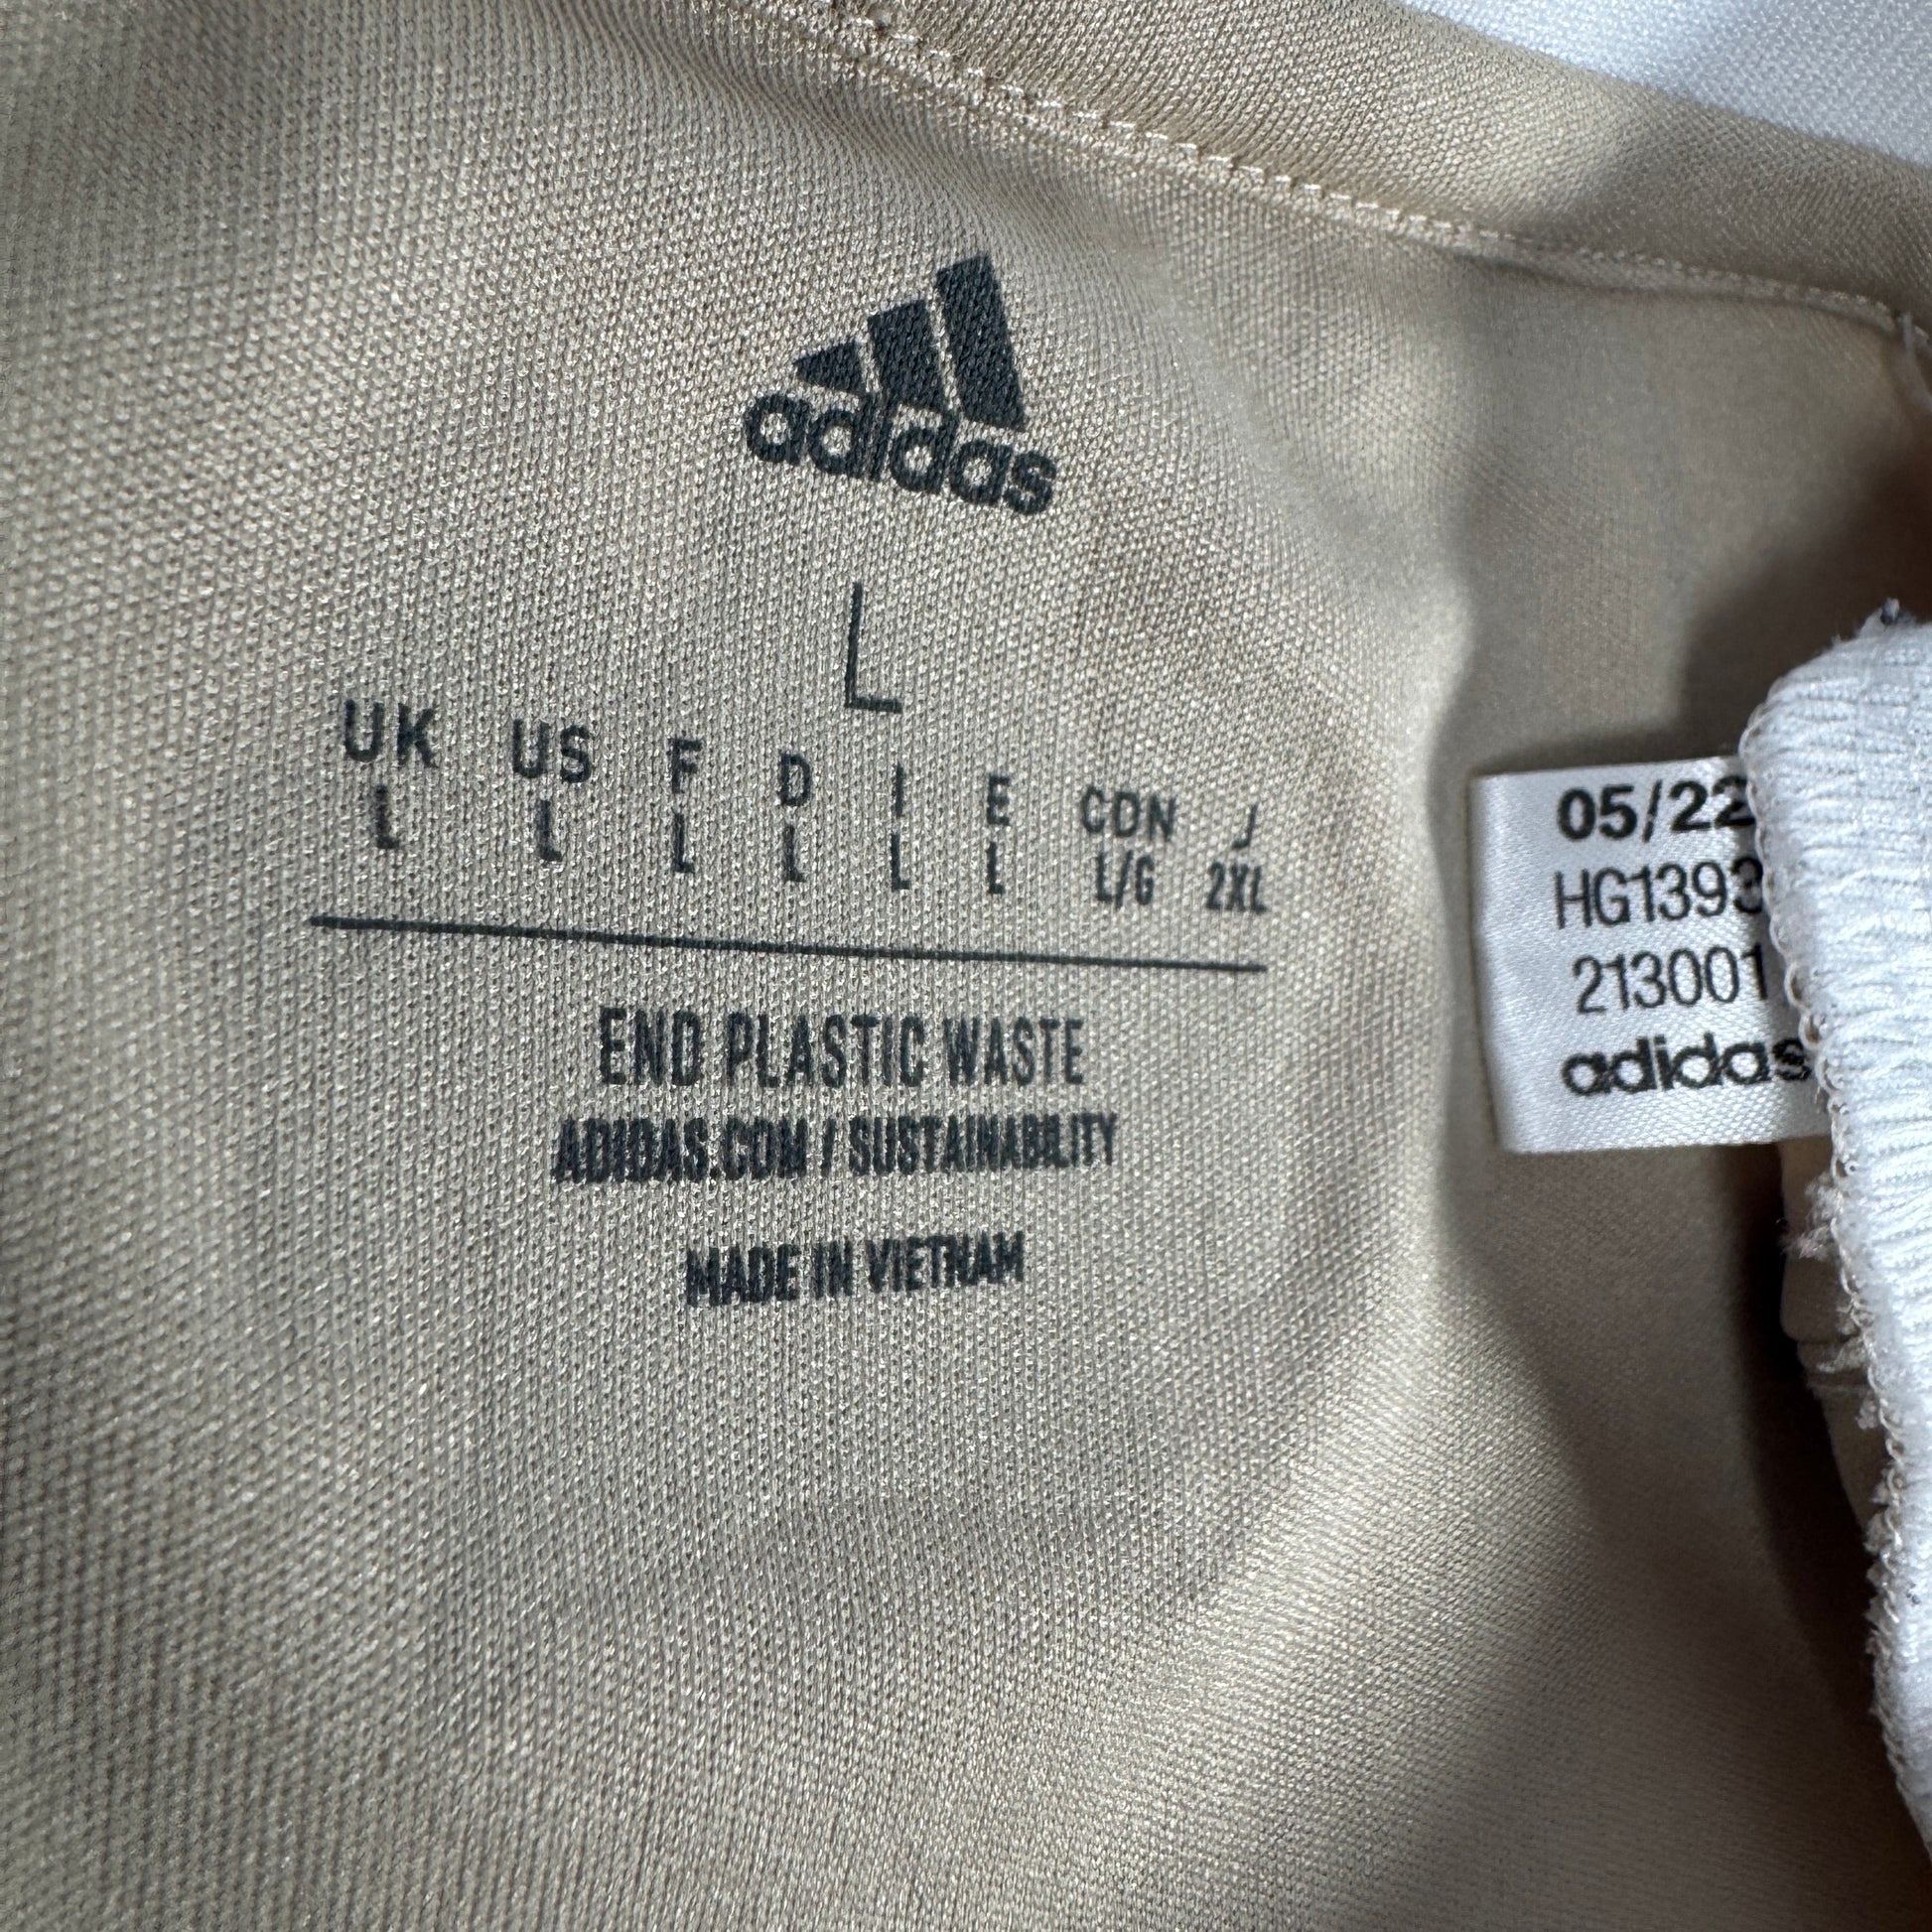 adidas
L
UK US F D I E CDN J
L L L L L L L/G 2XL
END PLASTIC WASTE
ADIDAS.COM / SUSTAINABILITY
MADE IN VIETNAM
05/22
HG1393
213001
adidas